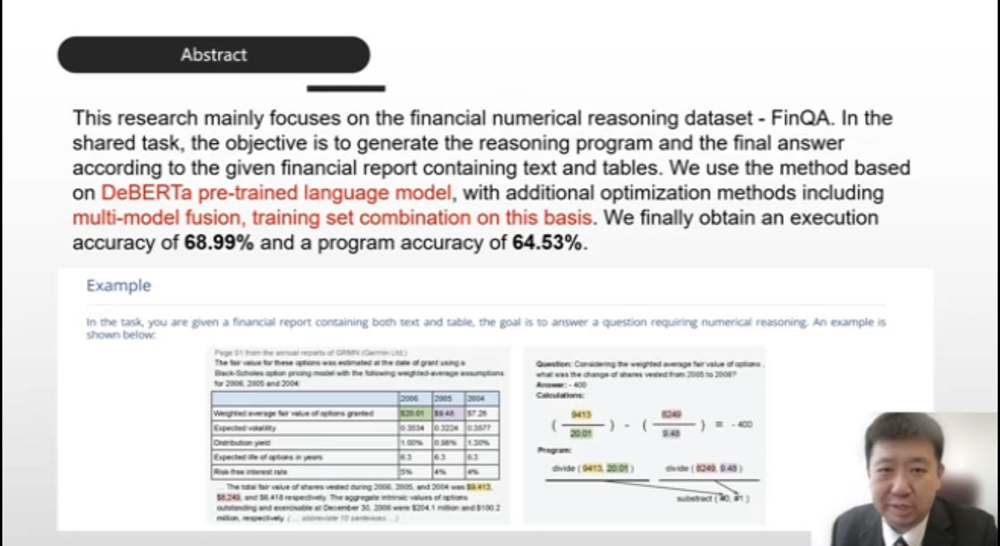 Abstract
This research mainly focuses on the financial numerical reasoning dataset - FinQA. In the
shared task, the objective is to generate the reasoning program and the final answer
according to the given financial report containing text and tables. We use the method based
on DeBERTa pre-trained language model, with additional optimization methods including
multi-model fusion, training set combination on this basis. We finally obtain an execution
accuracy of 68.99% and a program accuracy of 64.53%.
Example
In the task, you are given a financial report containing both text and table, the goal is to answer a question requiring numerical reasoning. An example is
shown below:
Page 91 from the annual reports of GRMN (Garmin Ltd.)
The fair value for these options was estimated at the date of grant using a
Black-Scholes option pricing model with the following weighted-average assumptions
for 2006, 2005 and 2004:
2006 2005 2004
Weighted average fair value of options granted $20.01 $9.48 $7.28
Expected volatility 0.3534 0.3224 0.3577
Distribution yield 1.00% 0.98% 1.30%
Expected life of options in years 6.3 6.3 6.3
Risk-free interest rate 5% 4% 4%
... The total fair value of shares vested during 2006, 2005, and 2004 was $9,413,
$8,249, and $6,418 respectively. The aggregate intrinsic values of options
outstanding and exercisable at December 30, 2006 were $204.1 million and $100.2
million, respectively. ( ... abbreviate 10 sentences ... )
Question: Considering the weighted average fair value of options,
what was the change of shares vested from 2005 to 2006?
Answer: - 400
Calculations:
( 9413 / 20.01 ) - ( 8249 / 9.48 ) = - 400
Program:
divide ( 9413, 20.01 ) divide ( 8249, 9.48 )
substract ( #0, #1 )